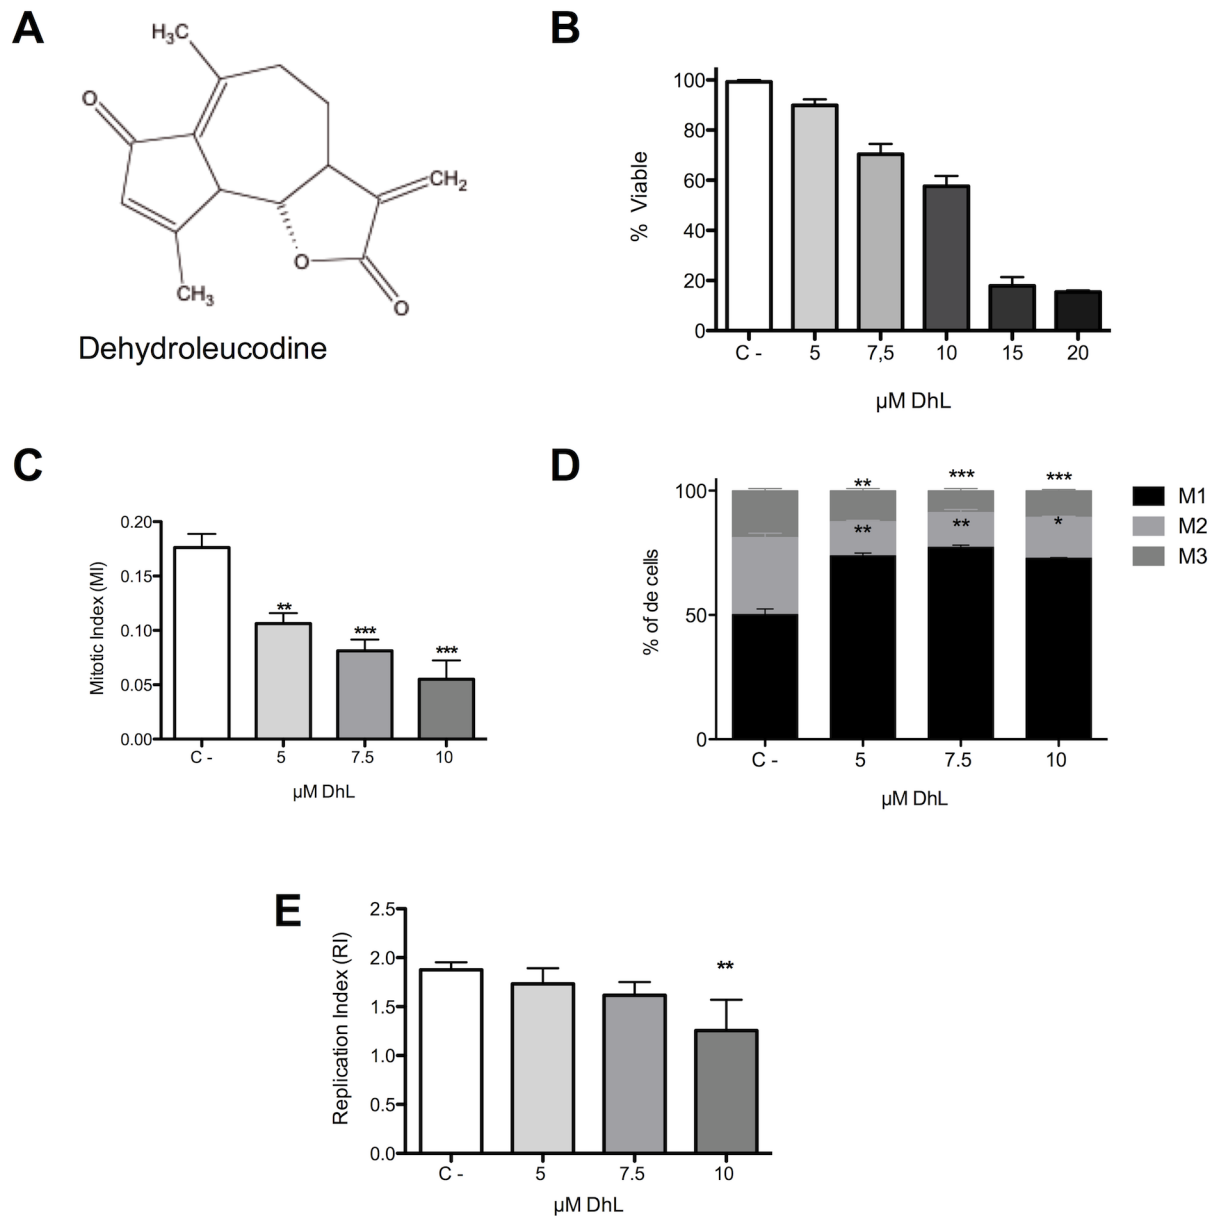 A
H₃C
O
CH₂
O
O
CH₃
Dehydroleucodine
B
% Viable
100
80
60
40
20
0
C - 5 7,5 10 15 20
µM DhL
C
Mitotic Index (MI)
0.20
0.15
0.10
0.05
0.00
** *** ***
C - 5 7.5 10
µM DhL
D
% of de cells
100
50
0
** *** ***
** ** *
C - 5 7.5 10
µM DhL
M1
M2
M3
E
Replication Index (RI)
2.5
2.0
1.5
1.0
0.5
0.0
**
C - 5 7.5 10
µM DhL